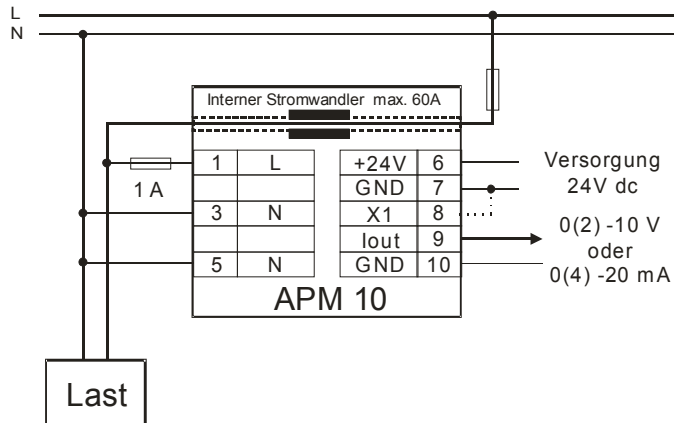 L
N
Interner Stromwandler max. 60A
1 L +24V 6 Versorgung
1 A GND 7 24V dc
3 N X1 8 0(2) -10 V
Iout 9 oder
5 N GND 10 0(4) -20 mA
APM 10
Last